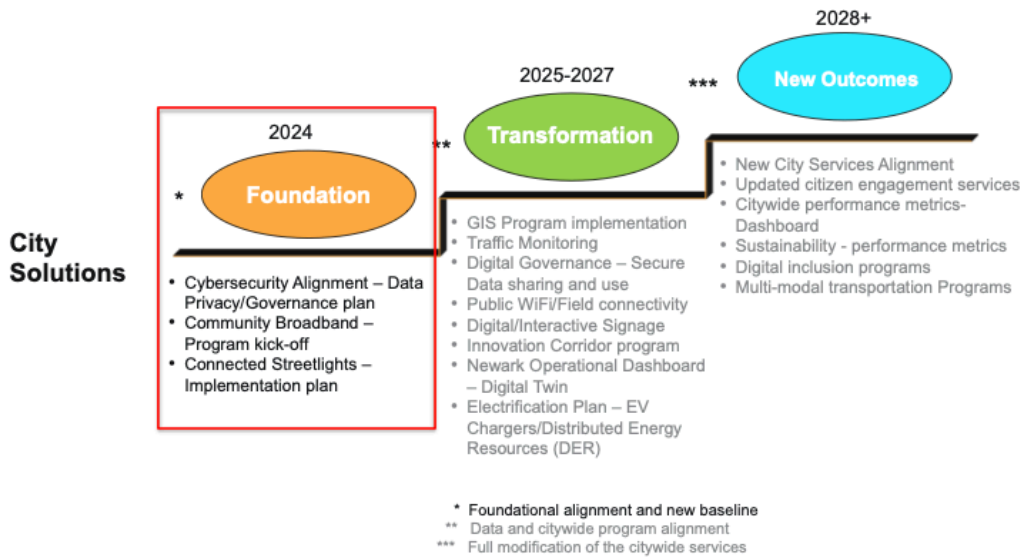 2028+
New Outcomes
2025-2027
***
Transformation
2024
**
Foundation
*
City
Solutions
• Cybersecurity Alignment – Data
Privacy/Governance plan
• Community Broadband –
Program kick-off
• Connected Streetlights –
Implementation plan
• GIS Program implementation
• Traffic Monitoring
• Digital Governance – Secure
Data sharing and use
• Public WiFi/Field connectivity
• Digital/Interactive Signage
• Innovation Corridor program
• Newark Operational Dashboard
– Digital Twin
• Electrification Plan – EV
Chargers/Distributed Energy
Resources (DER)
• New City Services Alignment
• Updated citizen engagement services
• Citywide performance metrics-
Dashboard
• Sustainability - performance metrics
• Digital inclusion programs
• Multi-modal transportation Programs
* Foundational alignment and new baseline
** Data and citywide program alignment
*** Full modification of the citywide services